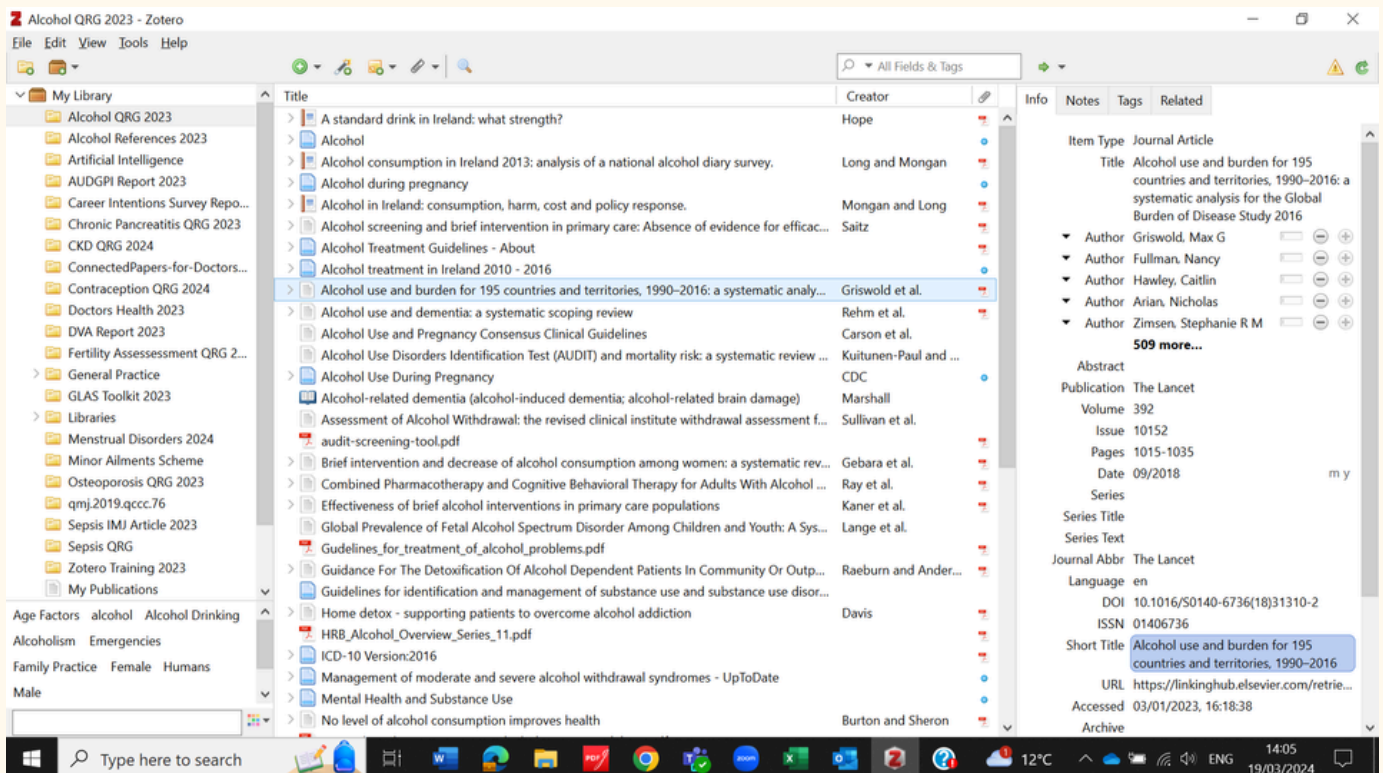 Alcohol QRG 2023 - Zotero
File Edit View Tools Help
All Fields & Tags
My Library
Alcohol QRG 2023
Alcohol References 2023
Artificial Intelligence
AUDGPI Report 2023
Career Intentions Survey Repo...
Chronic Pancreatitis QRG 2023
CKD QRG 2024
ConnectedPapers-for-Doctors...
Contraception QRG 2024
Doctors Health 2023
DVA Report 2023
Fertility Assessessment QRG 2...
General Practice
GLAS Toolkit 2023
Libraries
Menstrual Disorders 2024
Minor Ailments Scheme
Osteoporosis QRG 2023
qmj.2019.qccc.76
Sepsis IMJ Article 2023
Sepsis QRG
Zotero Training 2023
My Publications
Age Factors alcohol Alcohol Drinking
Alcoholism Emergencies
Family Practice Female Humans
Male
Title Creator
A standard drink in Ireland: what strength? Hope
Alcohol
Alcohol consumption in Ireland 2013: analysis of a national alcohol diary survey. Long and Mongan
Alcohol during pregnancy
Alcohol in Ireland: consumption, harm, cost and policy response. Mongan and Long
Alcohol screening and brief intervention in primary care: Absence of evidence for efficac... Saitz
Alcohol Treatment Guidelines - About
Alcohol treatment in Ireland 2010 - 2016
Alcohol use and burden for 195 countries and territories, 1990–2016: a systematic analy... Griswold et al.
Alcohol use and dementia: a systematic scoping review Rehm et al.
Alcohol Use and Pregnancy Consensus Clinical Guidelines Carson et al.
Alcohol Use Disorders Identification Test (AUDIT) and mortality risk: a systematic review ... Kuitunen-Paul and ...
Alcohol Use During Pregnancy CDC
Alcohol-related dementia (alcohol-induced dementia; alcohol-related brain damage) Marshall
Assessment of Alcohol Withdrawal: the revised clinical institute withdrawal assessment f... Sullivan et al.
audit-screening-tool.pdf
Brief intervention and decrease of alcohol consumption among women: a systematic rev... Gebara et al.
Combined Pharmacotherapy and Cognitive Behavioral Therapy for Adults With Alcohol ... Ray et al.
Effectiveness of brief alcohol interventions in primary care populations Kaner et al.
Global Prevalence of Fetal Alcohol Spectrum Disorder Among Children and Youth: A Sys... Lange et al.
Gudelines_for_treatment_of_alcohol_problems.pdf
Guidance For The Detoxification Of Alcohol Dependent Patients In Community Or Outp... Raeburn and Ander...
Guidelines for identification and management of substance use and substance use disor...
Home detox - supporting patients to overcome alcohol addiction Davis
HRB_Alcohol_Overview_Series_11.pdf
ICD-10 Version:2016
Management of moderate and severe alcohol withdrawal syndromes - UpToDate
Mental Health and Substance Use
No level of alcohol consumption improves health Burton and Sheron
Info Notes Tags Related
Item Type Journal Article
Title Alcohol use and burden for 195
countries and territories, 1990–2016: a
systematic analysis for the Global
Burden of Disease Study 2016
Author Griswold, Max G
Author Fullman, Nancy
Author Hawley, Caitlin
Author Arian, Nicholas
Author Zimsen, Stephanie R M
509 more...
Abstract
Publication The Lancet
Volume 392
Issue 10152
Pages 1015-1035
Date 09/2018 m y
Series
Series Title
Series Text
Journal Abbr The Lancet
Language en
DOI 10.1016/S0140-6736(18)31310-2
ISSN 01406736
Short Title Alcohol use and burden for 195
countries and territories, 1990–2016
URL https://linkinghub.elsevier.com/retrie...
Accessed 03/01/2023, 16:18:38
Archive
Type here to search
12°C
ENG
14:05
19/03/2024